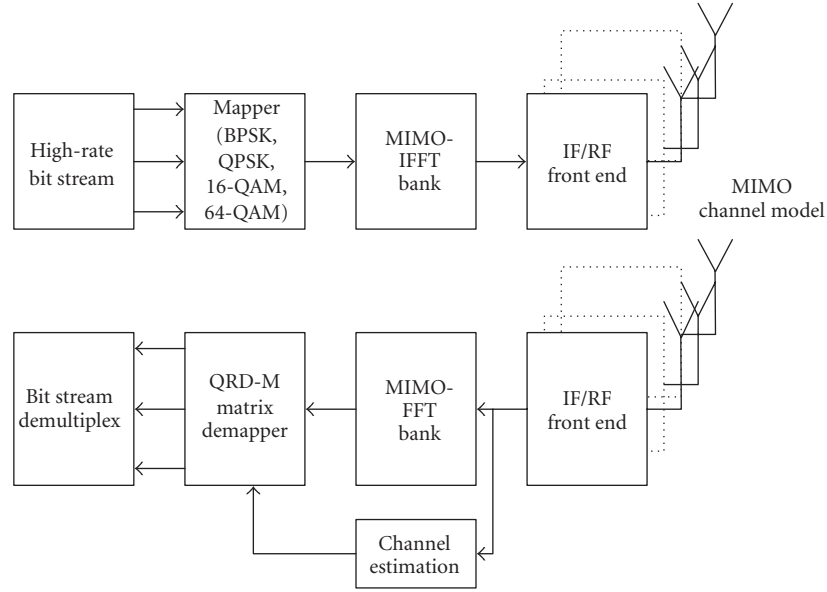 High-rate
bit stream
Mapper
(BPSK,
QPSK,
16-QAM,
64-QAM)
MIMO-
IFFT
bank
IF/RF
front end
MIMO
channel model
Bit stream
demultiplex
QRD-M
matrix
demapper
MIMO-
FFT
bank
IF/RF
front end
Channel
estimation